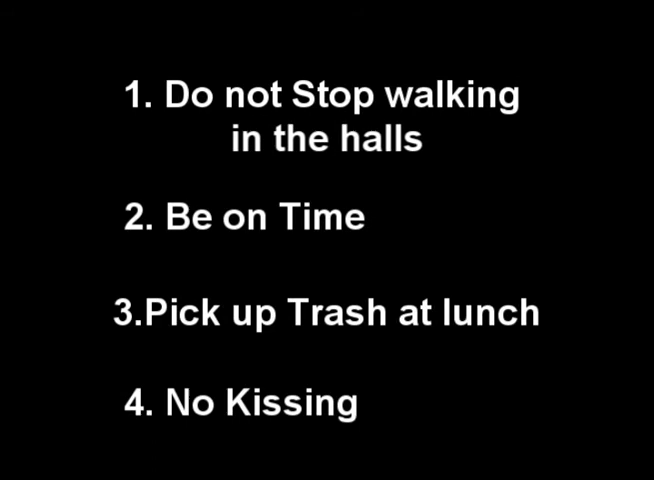 1. Do not Stop walking
in the halls
2. Be on Time
3.Pick up Trash at lunch
4. No Kissing